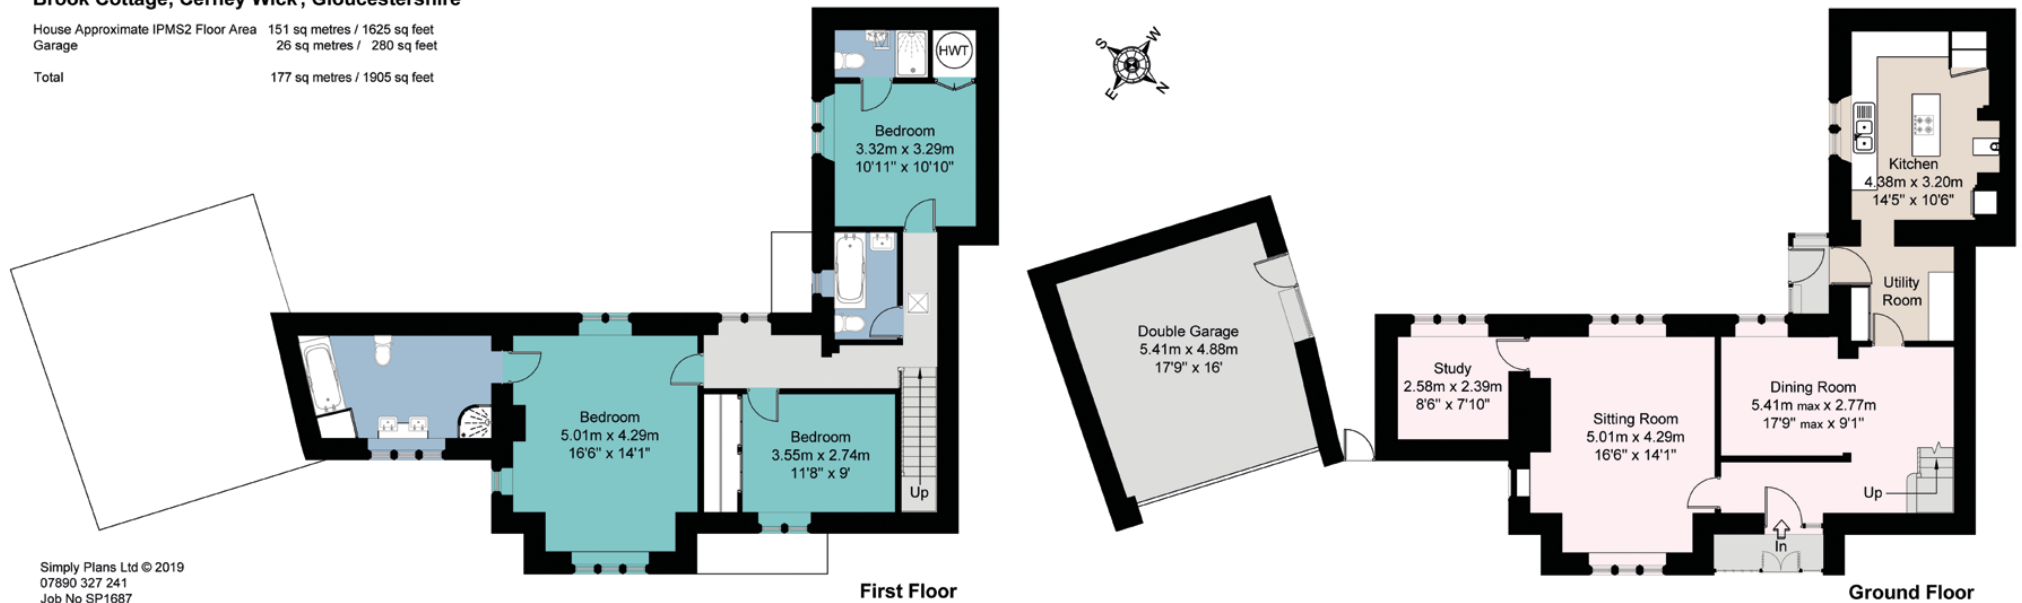 Brook Cottage, Cerney Wick, Gloucestershire
House Approximate IPMS2 Floor Area 151 sq metres / 1625 sq feet
Garage 26 sq metres / 280 sq feet
Total 177 sq metres / 1905 sq feet
HWT
Bedroom
3.32m x 3.29m
10'11" x 10'10"
Bedroom
5.01m x 4.29m
16'6" x 14'1"
Bedroom
3.55m x 2.74m
11'8" x 9'
Up
First Floor
S
W
E
N
Kitchen
4.38m x 3.20m
14'5" x 10'6"
Utility
Room
Double Garage
5.41m x 4.88m
17'9" x 16'
Study
2.58m x 2.39m
8'6" x 7'10"
Sitting Room
5.01m x 4.29m
16'6" x 14'1"
Dining Room
5.41m max x 2.77m
17'9" max x 9'1"
Up
In
Ground Floor
Simply Plans Ltd © 2019
07890 327 241
Job No SP1687